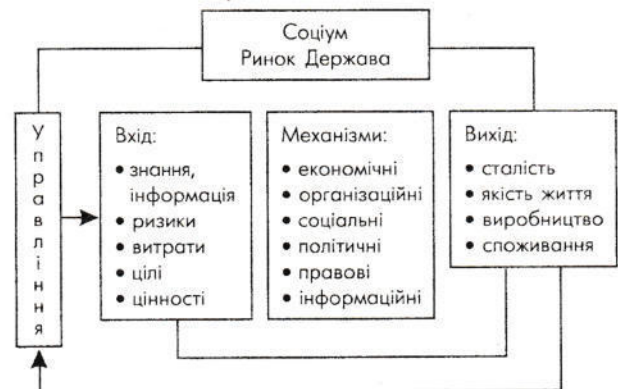 Соціум
Ринок Держава
Управління
Вхід:
• знання,
інформація
• ризики
• витрати
• цілі
• цінності
Механізми:
• економічні
• організаційні
• соціальні
• політичні
• правові
• інформаційні
Вихід:
• сталість
• якість життя
• виробництво
• споживання